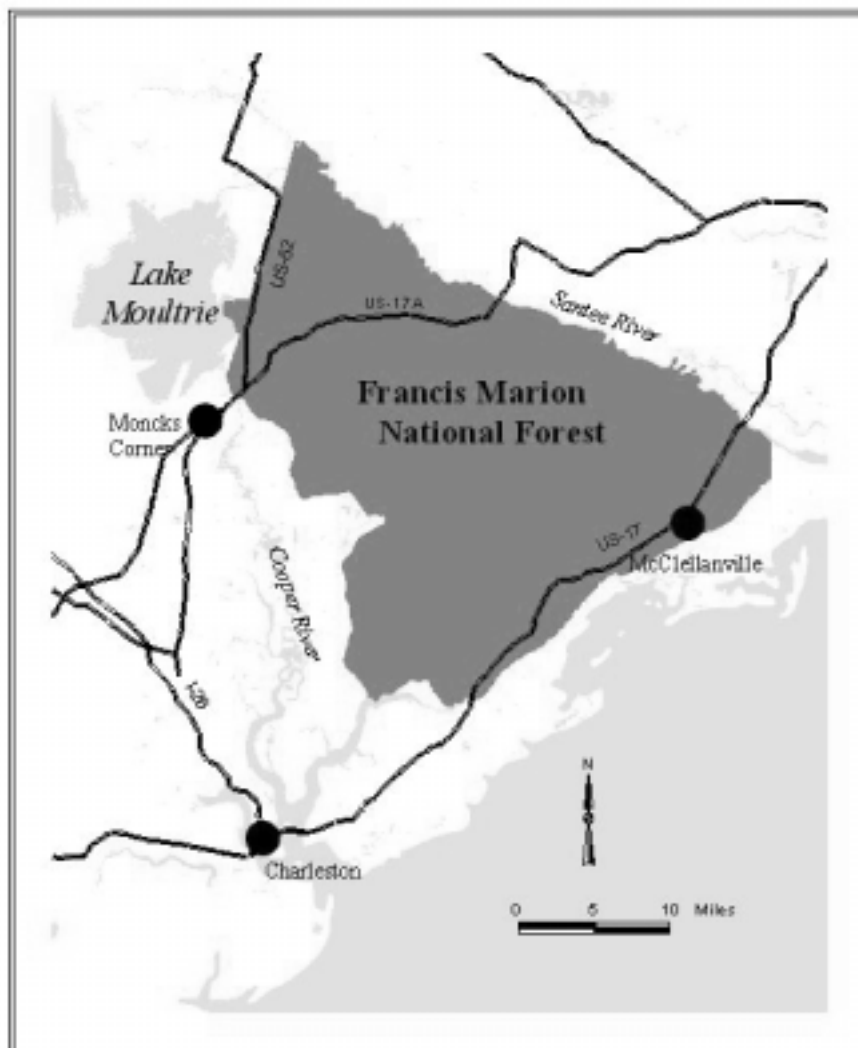 Lake
Moultrie
US-52
US-17A
Santee River
Francis Marion
National Forest
Moncks
Corner
US-17
McClellanville
Cooper River
I-26
N
Charleston
0 5 10 Miles